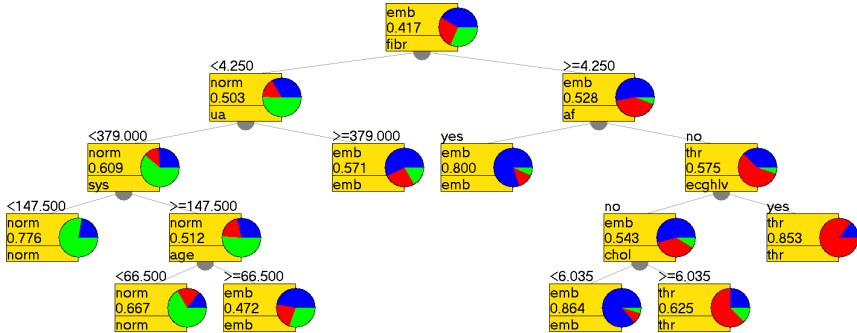 emb
0.417
fibr
<4.250
>=4.250
norm
0.503
ua
emb
0.528
af
<379.000
>=379.000
yes
no
norm
0.609
sys
emb
0.571
emb
emb
0.800
emb
thr
0.575
ecghlv
<147.500
>=147.500
no
yes
norm
0.776
norm
norm
0.512
age
emb
0.543
chol
thr
0.853
thr
<66.500
>=66.500
<6.035
>=6.035
norm
0.667
norm
emb
0.472
emb
emb
0.864
emb
thr
0.625
thr